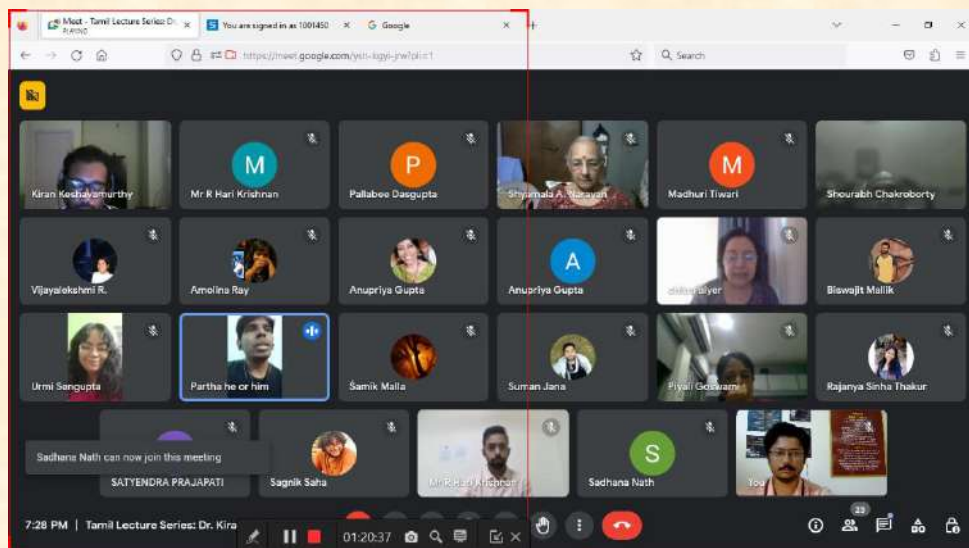 Meet - Tamil Lecture Series: D
PLAYING
You are signed in as 1001450
Google
https://meet.google.com/
Search
Kiran Keshavamurthy
M
Mr R Hari Krishnan
P
Pallabee Dasgupta
Shyamala A. Narayan
M
Madhuri Tiwari
Shourabh Chakroborty
Vijayalekshmi R.
Amolina Ray
Anupriya Gupta
A
Anupriya Gupta
aiyer
Biswajit Mallik
Urmi Sengupta
Partha he or him
Samik Malla
Suman Jana
Piyali Goswami
Rajanya Sinha Thakur
Sadhana Nath can now join this meeting
SATYENDRA PRAJAPATI
Sagnik Saha
Mr R Hari Krishnan
S
Sadhana Nath
You
7:28 PM | Tamil Lecture Series: Dr. Kira
01:20:37
23